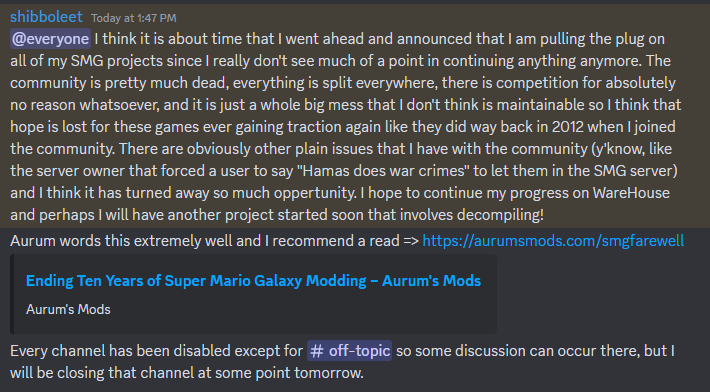 shibboleet Today at 1:47 PM
@everyone I think it is about time that I went ahead and announced that I am pulling the plug on
all of my SMG projects since I really don't see much of a point in continuing anything anymore. The
community is pretty much dead, everything is split everywhere, there is competition for absolutely
no reason whatsoever, and it is just a whole big mess that I don't think is maintainable so I think that
hope is lost for these games ever gaining traction again like they did way back in 2012 when I joined
the community. There are obviously other plain issues that I have with the community (y'know, like
the server owner that forced a user to say "Hamas does war crimes" to let them in the SMG server)
and I think it has turned away so much oppertunity. I hope to continue my progress on WareHouse
and perhaps I will have another project started soon that involves decompiling!
Aurum words this extremely well and I recommend a read => https://aurumsmods.com/smgfarewell
Ending Ten Years of Super Mario Galaxy Modding – Aurum's Mods
Aurum's Mods
Every channel has been disabled except for # off-topic so some discussion can occur there, but I
will be closing that channel at some point tomorrow.